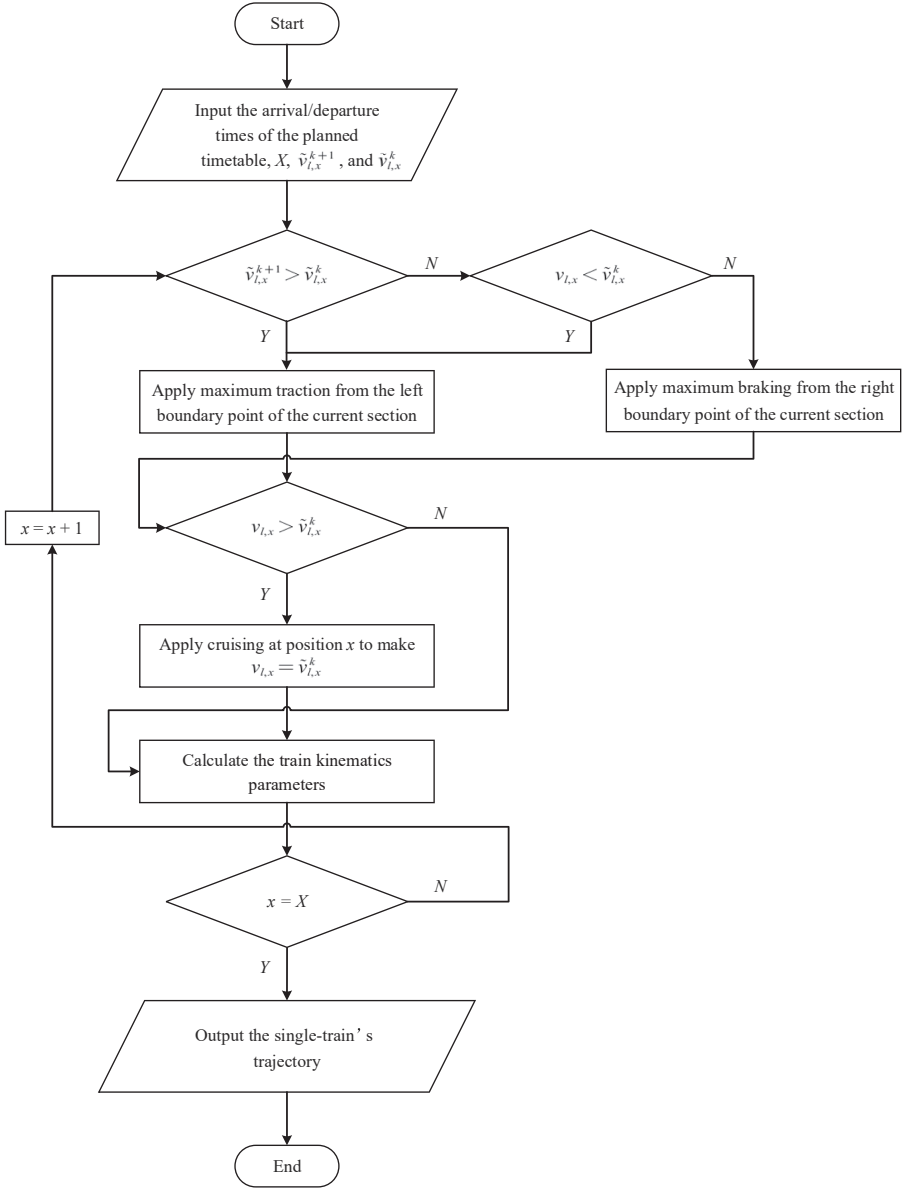 Start
Input the arrival/departure
times of the planned
timetable, X, ṽ_{l,x}^{k+1}, and ṽ_{l,x}^{k}
ṽ_{l,x}^{k+1} > ṽ_{l,x}^{k}
N
v_{l,x} < ṽ_{l,x}^{k}
N
Y
Y
Apply maximum traction from the left
boundary point of the current section
Apply maximum braking from the right
boundary point of the current section
x = x + 1
v_{l,x} > ṽ_{l,x}^{k}
N
Y
Apply cruising at position x to make
v_{l,x} = ṽ_{l,x}^{k}
Calculate the train kinematics
parameters
x = X
N
Y
Output the single-train’s
trajectory
End